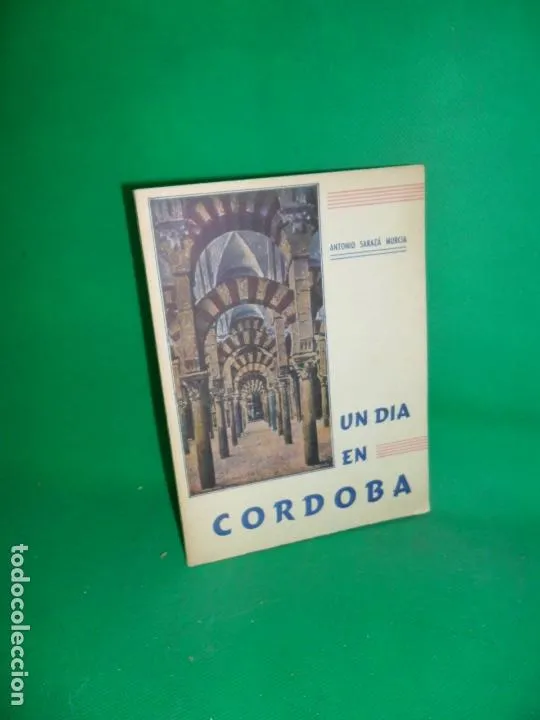 ANTONIO SARAZÁ MURCIA
UN DIA
EN
CORDOBA
todocoleccion